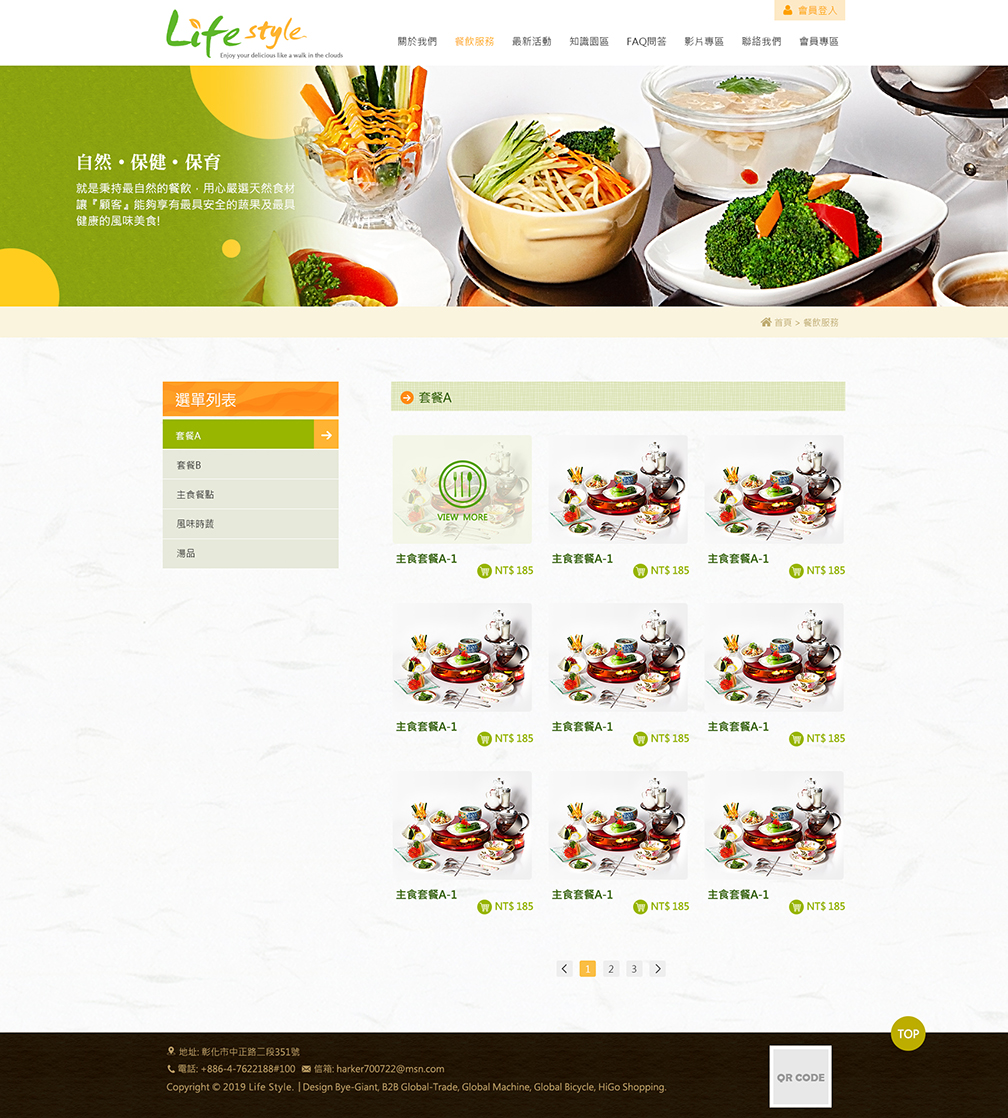 Life style
Enjoy your delicious like a walk in the clouds
會員登入
關於我們 餐飲服務 最新活動 知識園區 FAQ問答 影片專區 聯絡我們 會員專區
自然・保健・保育
就是秉持最自然的餐飲，用心嚴選天然食材
讓『顧客』能夠享有最具安全的蔬果及最具
健康的風味美食!
首頁 > 餐飲服務
選單列表
套餐A
套餐B
主食餐點
風味時蔬
湯品
套餐A
VIEW MORE
主食套餐A-1 主食套餐A-1 主食套餐A-1
NT$ 185 NT$ 185 NT$ 185
主食套餐A-1 主食套餐A-1 主食套餐A-1
NT$ 185 NT$ 185 NT$ 185
主食套餐A-1 主食套餐A-1 主食套餐A-1
NT$ 185 NT$ 185 NT$ 185
< 1 2 3 >
TOP
地址: 彰化市中正路二段351號
電話: +886-4-7622188#100 信箱: harker700722@msn.com
Copyright © 2019 Life Style. | Design Bye-Giant, B2B Global-Trade, Global Machine, Global Bicycle, HiGo Shopping.
QR CODE